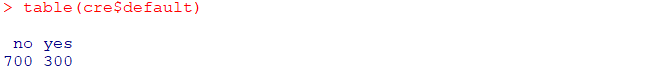 > table(cre$default)
no yes
700 300